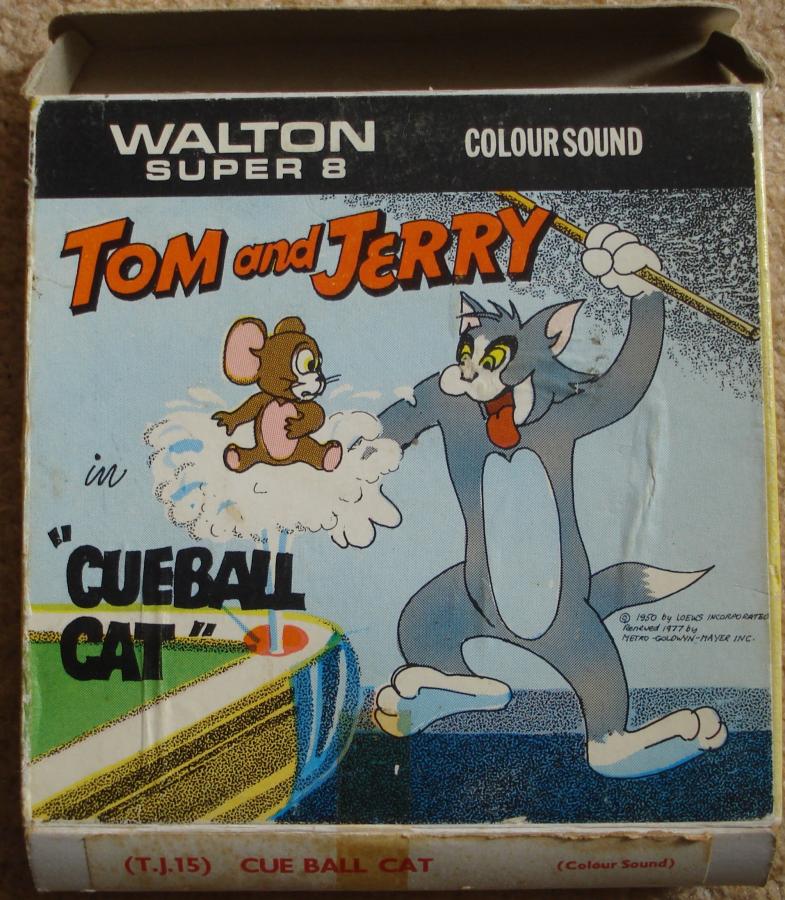 WALTON
SUPER 8
COLOUR SOUND
TOM and JERRY
in
"CUEBALL
CAT"
© 1950 by LOEWS INCORPORATED
Renewed 1977 by
METRO-GOLDWYN-MAYER INC.
(T.J.15) CUE BALL CAT (Colour Sound)